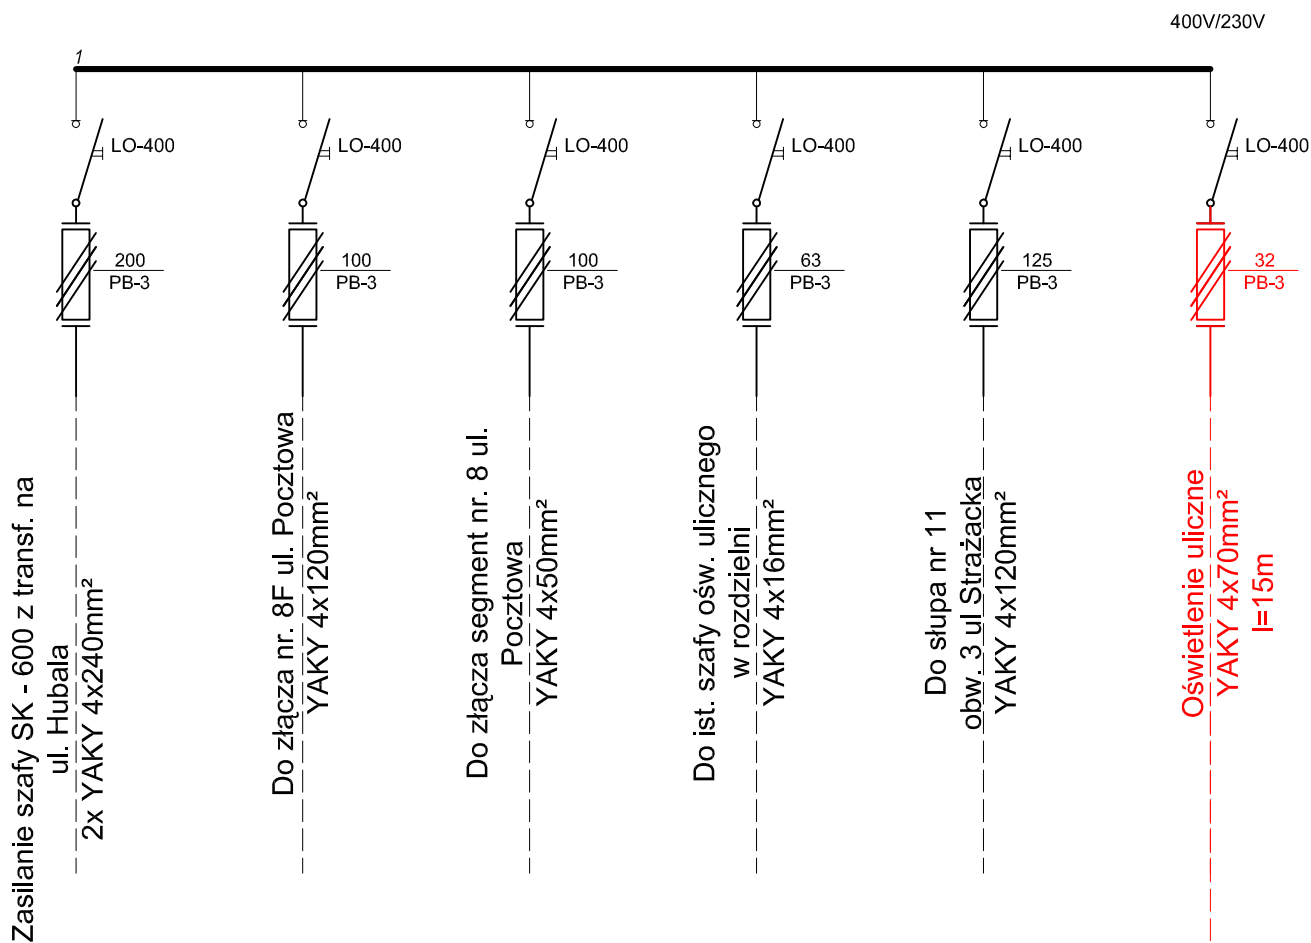 400V/230V
1
LO-400
LO-400
LO-400
LO-400
LO-400
LO-400
200
PB-3
100
PB-3
100
PB-3
63
PB-3
125
PB-3
32
PB-3
Zasilanie szafy SK - 600 z transf. na
ul. Hubala
2x YAKY 4x240mm²
Do złącza nr. 8F ul. Pocztowa
YAKY 4x120mm²
Do złącza segment nr. 8 ul.
Pocztowa
YAKY 4x50mm²
Do ist. szafy ośw. ulicznego
w rozdzielni
YAKY 4x16mm²
Do słupa nr 11
obw. 3 ul Strażacka
YAKY 4x120mm²
Oświetlenie uliczne
YAKY 4x70mm²
l=15m